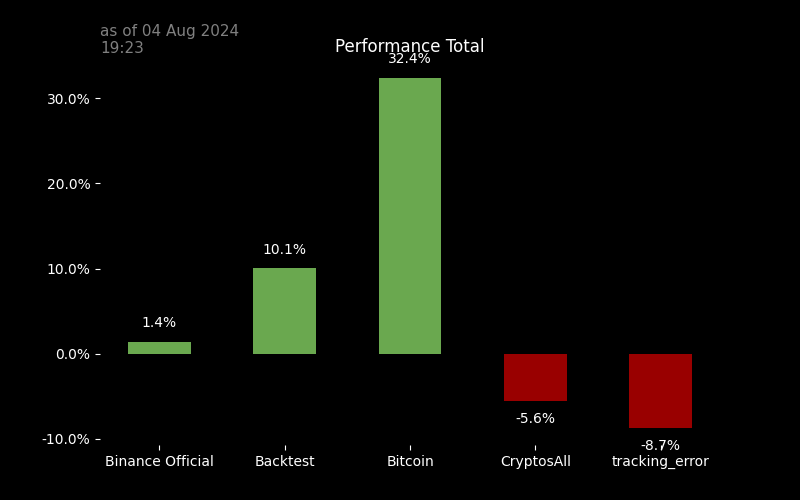 as of 04 Aug 2024
19:23
Performance Total
32.4%
30.0%
20.0%
10.1%
10.0%
1.4%
0.0%
-5.6%
-10.0%
-8.7%
Binance Official
Backtest
Bitcoin
CryptosAll
tracking_error